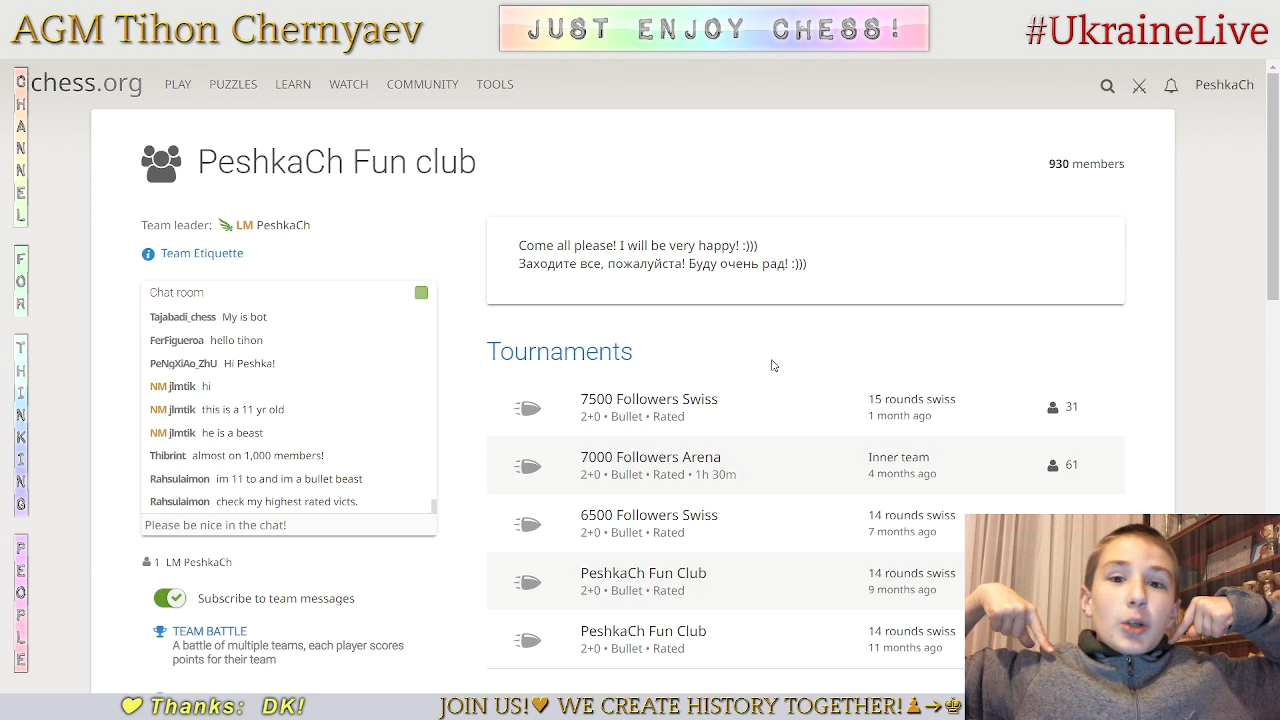 AGM Tihon Chernyaev
JUST ENJOY CHESS!
#UkraineLive
CHANNEL FOR THINKING PEOPLE
chess.org
PLAY PUZZLES LEARN WATCH COMMUNITY TOOLS
PeshkaCh
PeshkaCh Fun club
930 members
Team leader: LM PeshkaCh
Team Etiquette
Come all please! I will be very happy! :)))
Заходите все, пожалуйста! Буду очень рад! :)))
Chat room
Tajabadi_chess My is bot
FerFigueroa hello tihon
PeNgXiAo_ZhU Hi Peshka!
NM jlmtik hi
NM jlmtik this is a 11 yr old
NM jlmtik he is a beast
Thibrint almost on 1,000 members!
Rahsulaimon im 11 to and im a bullet beast
Rahsulaimon check my highest rated victs.
Please be nice in the chat!
1 LM PeshkaCh
Subscribe to team messages
TEAM BATTLE
A battle of multiple teams, each player scores
points for their team
Tournaments
7500 Followers Swiss 15 rounds swiss 31
2+0 • Bullet • Rated 1 month ago
7000 Followers Arena Inner team 61
2+0 • Bullet • Rated • 1h 30m 4 months ago
6500 Followers Swiss 14 rounds swiss
2+0 • Bullet • Rated 7 months ago
PeshkaCh Fun Club 14 rounds swiss
2+0 • Bullet • Rated 9 months ago
PeshkaCh Fun Club 14 rounds swiss
2+0 • Bullet • Rated 11 months ago
Thanks: DK!
JOIN US!♥ WE CREATE HISTORY TOGETHER!♟→♚